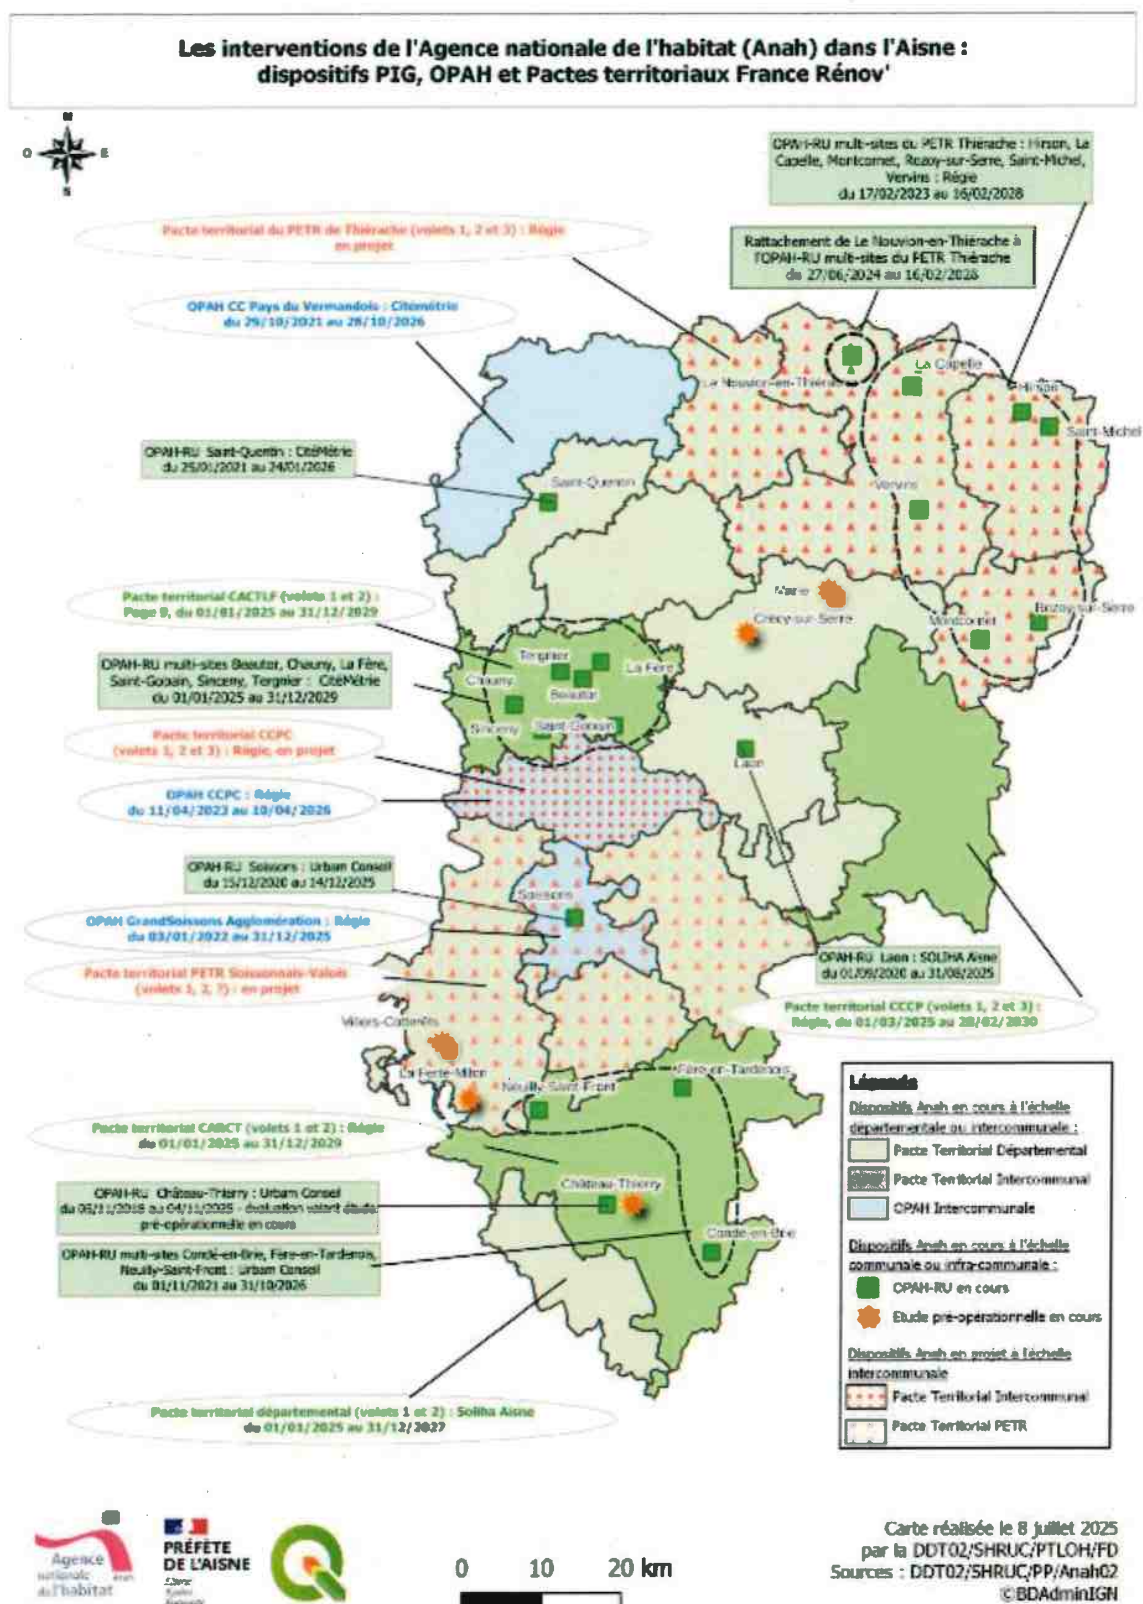 Les interventions de l'Agence nationale de l'habitat (Anah) dans l'Aisne :
dispositifs PIG, OPAH et Pactes territoriaux France Rénov'
N
O
E
S
OPAH-RU multi-sites du PETR Thiérache : Hirson, La
Capelle, Montcornet, Rozoy-sur-Serre, Saint-Michel,
Vervins : Régie
du 17/02/2023 au 16/02/2028
Pacte territorial du PETR de Thiérache (volets 1, 2 et 3) : Régie
en projet
Rattachement de Le Nouvion-en-Thiérache à
l'OPAH-RU multi-sites du PETR Thiérache
du 27/06/2024 au 16/02/2028
OPAH CC Pays du Vermandois : Citémétrie
du 29/10/2021 au 28/10/2026
La Capelle
Le Nouvion-en-Thiérache
Hirson
Saint-Michel
OPAH-RU Saint-Quentin : CitéMétrie
du 25/01/2021 au 24/01/2026
Saint-Quentin
Vervins
Pacte territorial CACTLF (volets 1 et 2) :
Page 9, du 01/01/2025 au 31/12/2029
Marle
Crécy-sur-Serre
Rozoy-sur-Serre
Montcornet
OPAH-RU multi-sites Beautor, Chauny, La Fère,
Saint-Gobain, Sinceny, Tergnier : CitéMétrie
du 01/01/2025 au 31/12/2029
Tergnier
La Fère
Chauny
Beautor
Sinceny
Saint-Gobain
Pacte territorial CCPC
(volets 1, 2 et 3) : Régie, en projet
Laon
OPAH CCPC : Régie
du 11/04/2023 au 10/04/2026
OPAH-RU Soissons : Urbam Conseil
du 15/12/2020 au 14/12/2025
Soissons
OPAH GrandSoissons Agglomération : Régie
du 03/01/2022 au 31/12/2025
OPAH-RU Laon : SOLIHA Aisne
du 01/09/2020 au 31/08/2025
Pacte territorial PETR Soissonnais-Valois
(volets 1, 2, ?) : en projet
Pacte territorial CCCP (volets 1, 2 et 3) :
Régie, du 01/03/2025 au 28/02/2030
Villers-Cotterêts
La Ferté-Milon
Neuilly-Saint-Front
Fère-en-Tardenois
Pacte territorial CARCT (volets 1 et 2) : Régie
du 01/01/2025 au 31/12/2029
OPAH-RU Château-Thierry : Urbam Conseil
du 05/11/2018 au 04/11/2025 - évaluation valant étude
pré-opérationnelle en cours
Château-Thierry
Condé-en-Brie
OPAH-RU multi-sites Condé-en-Brie, Fère-en-Tardenois,
Neuilly-Saint-Front : Urbam Conseil
du 01/11/2021 au 31/10/2026
Pacte territorial départemental (volets 1 et 2) : Soliha Aisne
du 01/01/2025 au 31/12/2027
Légende
Dispositifs Anah en cours à l'échelle
départementale ou intercommunale :
Pacte Territorial Départemental
Pacte Territorial Intercommunal
OPAH Intercommunale
Dispositifs Anah en cours à l'échelle
communale ou infra-communale :
OPAH-RU en cours
Etude pré-opérationnelle en cours
Dispositifs Anah en projet à l'échelle
intercommunale
Pacte Territorial Intercommunal
Pacte Territorial PETR
Agence
nationale
de l'habitat
anah
PRÉFÈTE
DE L'AISNE
0 10 20 km
Carte réalisée le 8 juillet 2025
par la DDT02/SHRUC/PTLOH/FD
Sources : DDT02/SHRUC/PP/Anah02
©BDAdminIGN